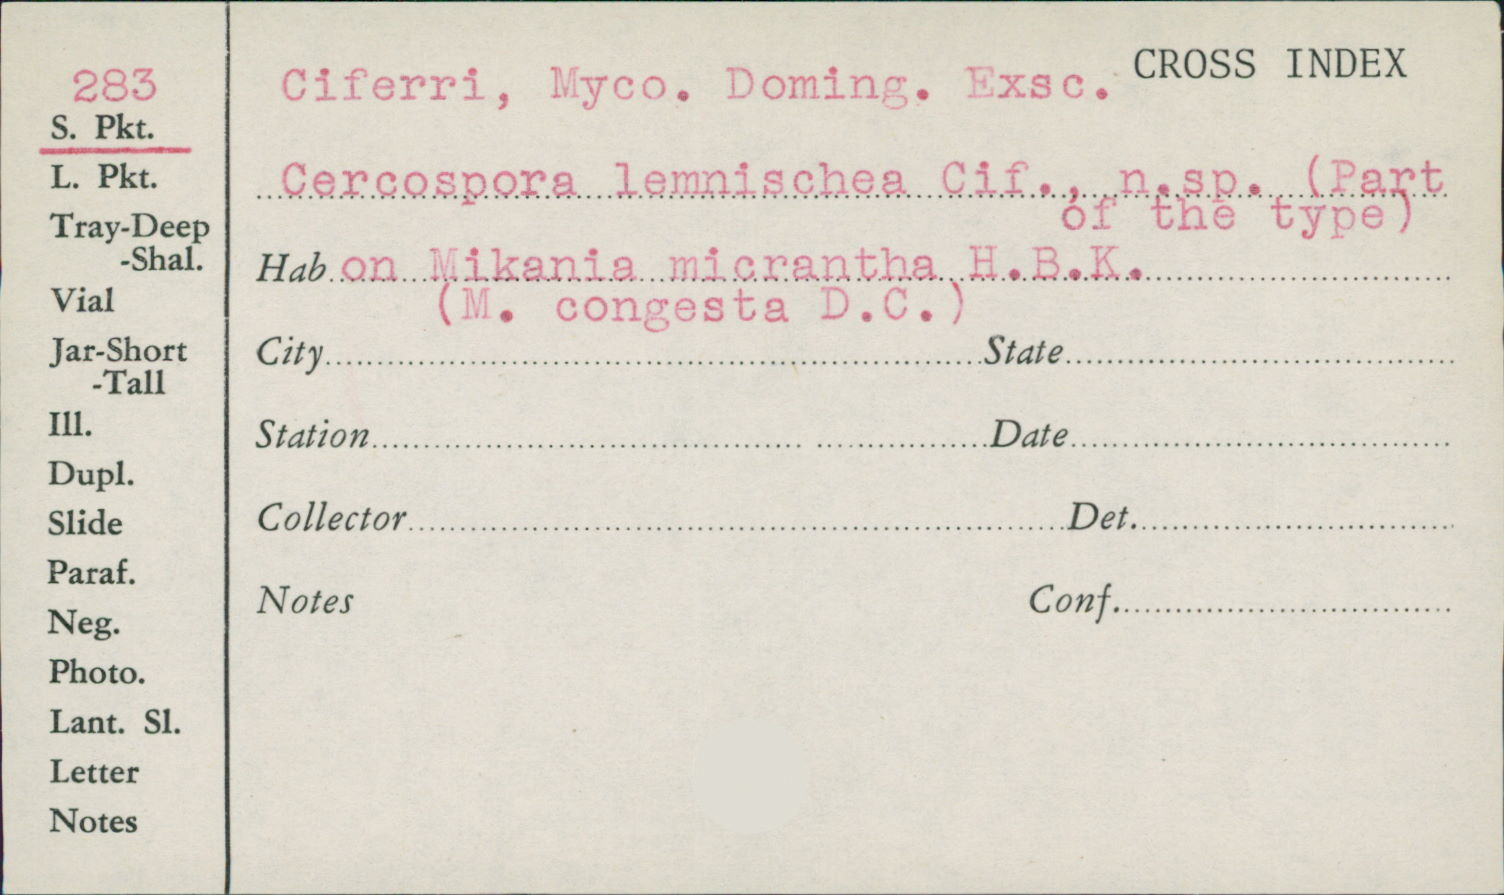 283
S. Pkt.
L. Pkt.
Tray-Deep
-Shal.
Vial
Jar-Short
-Tall
Ill.
Dupl.
Slide
Paraf.
Neg.
Photo.
Lant. Sl.
Letter
Notes
CROSS INDEX
Ciferri, Myco. Doming. Exsc.
Cercospora lemnischea Cif., n.sp. (Part
of the type)
Hab on Mikania micrantha H.B.K.
(M. congesta D.C.)
City State
Station Date
Collector Det.
Notes Conf.